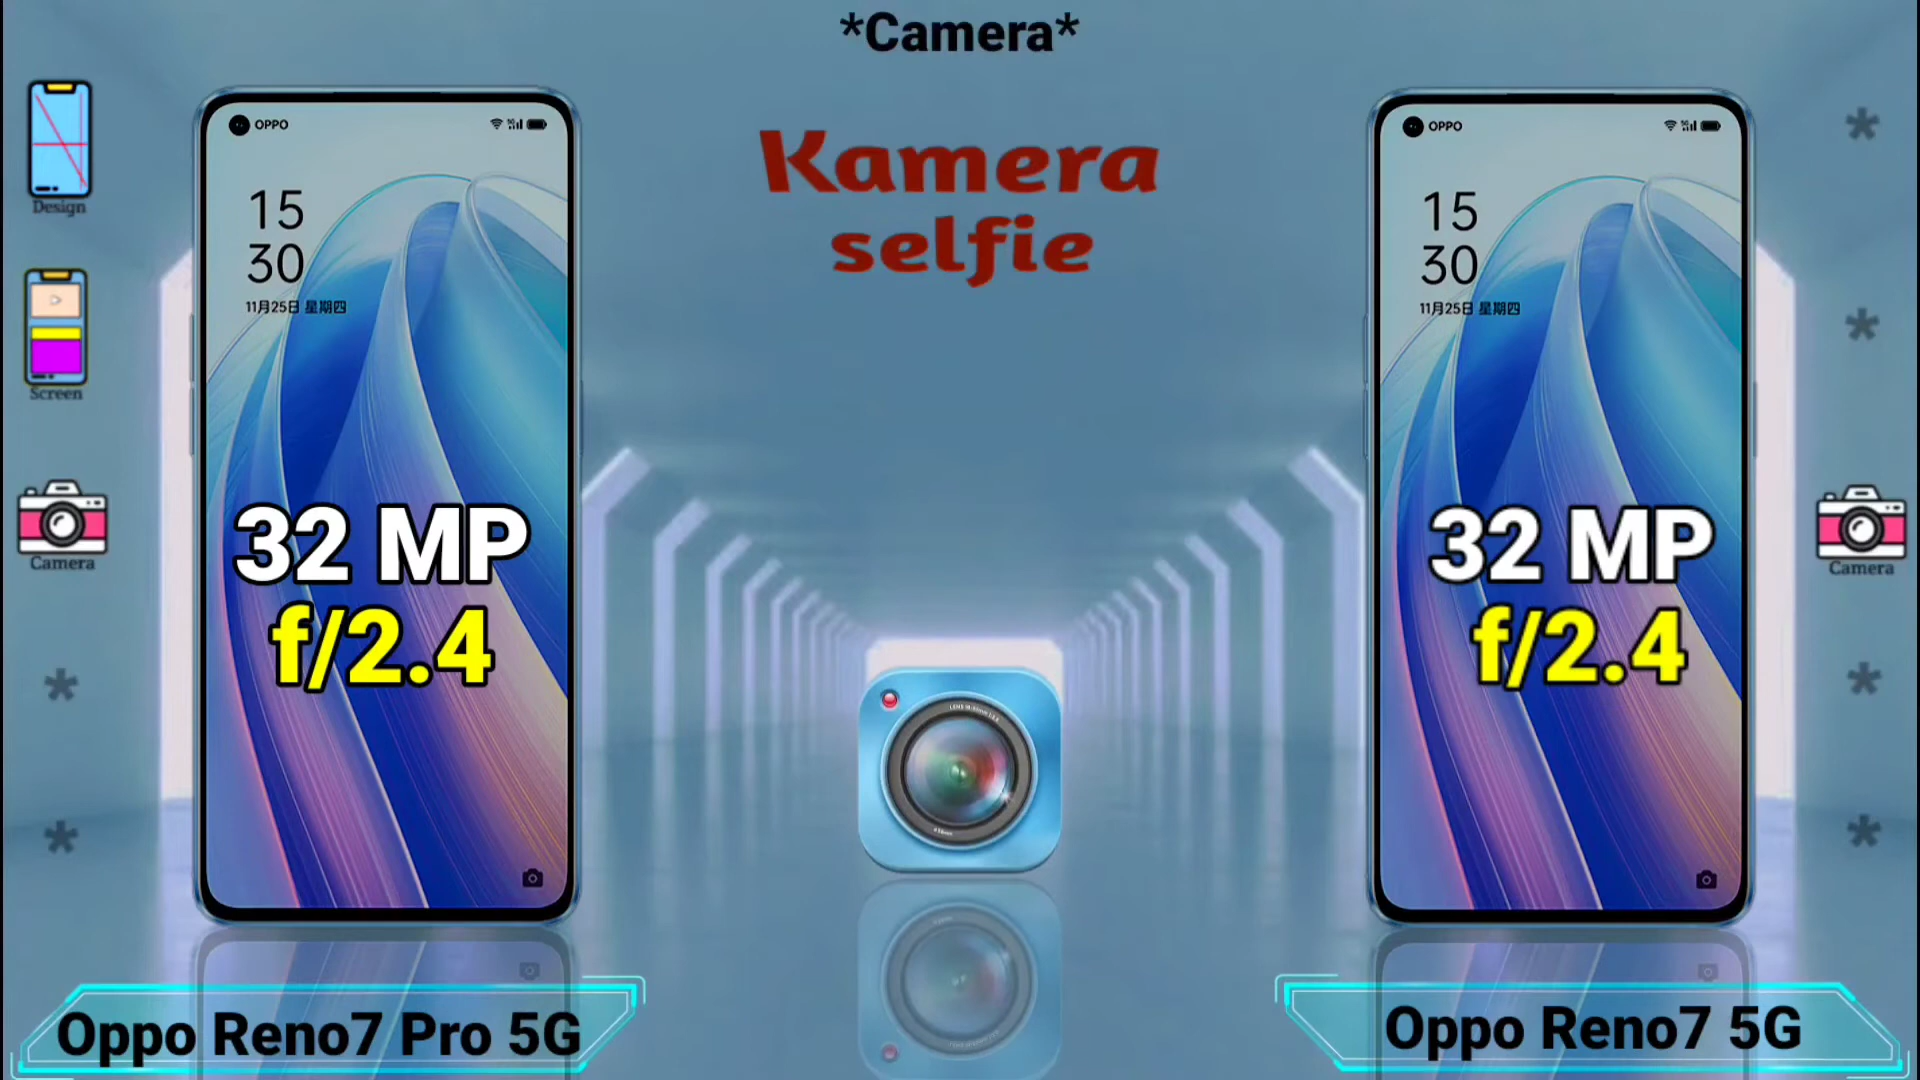 *Camera*
Kamera
selfie
Design
Screen
Camera
*
*
OPPO
5G
15
30
11月25日 星期四
32 MP
f/2.4
Oppo Reno7 Pro 5G
OPPO
5G
15
30
11月25日 星期四
32 MP
f/2.4
Oppo Reno7 5G
*
*
Camera
*
*